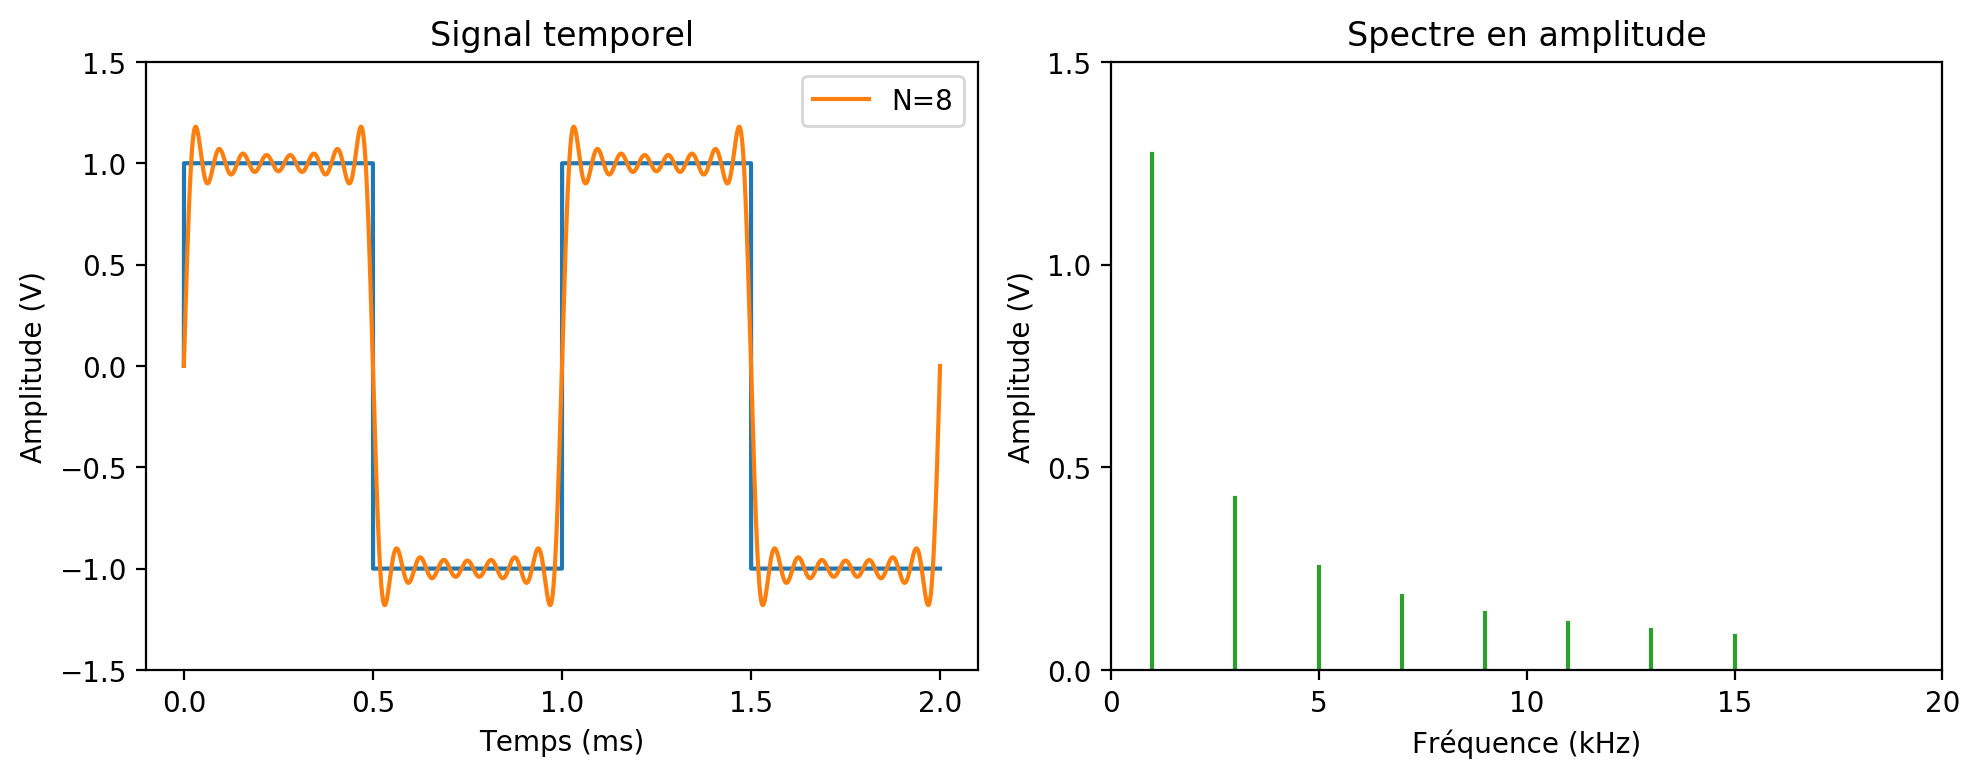 Signal temporel
1.5
1.0
0.5
0.0
−0.5
−1.0
−1.5
Amplitude (V)
N=8
0.0 0.5 1.0 1.5 2.0
Temps (ms)
Spectre en amplitude
1.5
1.0
0.5
0.0
Amplitude (V)
0 5 10 15 20
Fréquence (kHz)